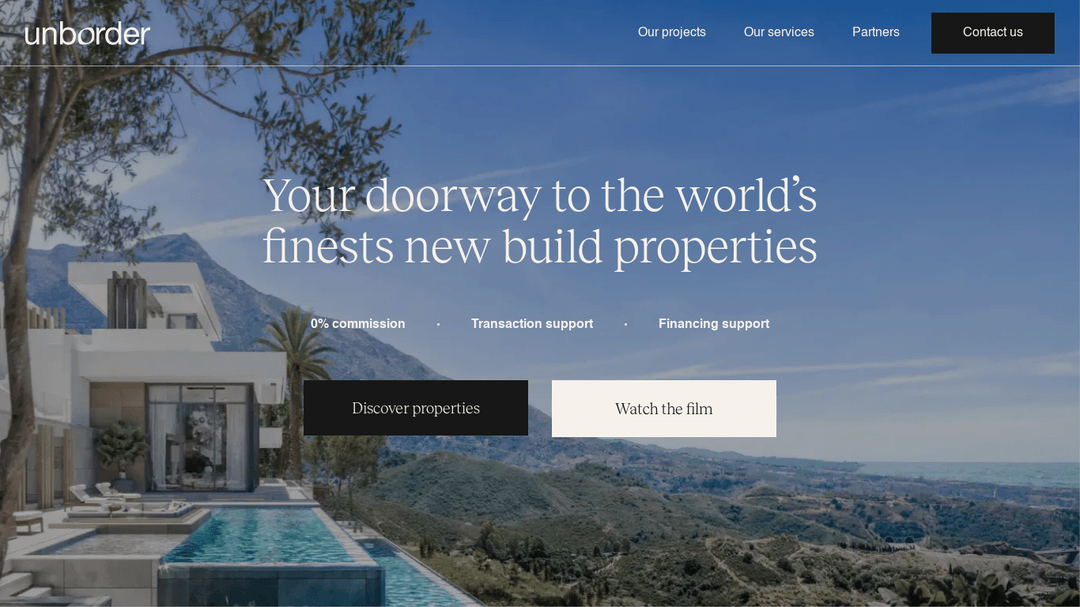 unborder
Our projects
Our services
Partners
Contact us
Your doorway to the world’s
finests new build properties
0% commission · Transaction support · Financing support
Discover properties
Watch the film